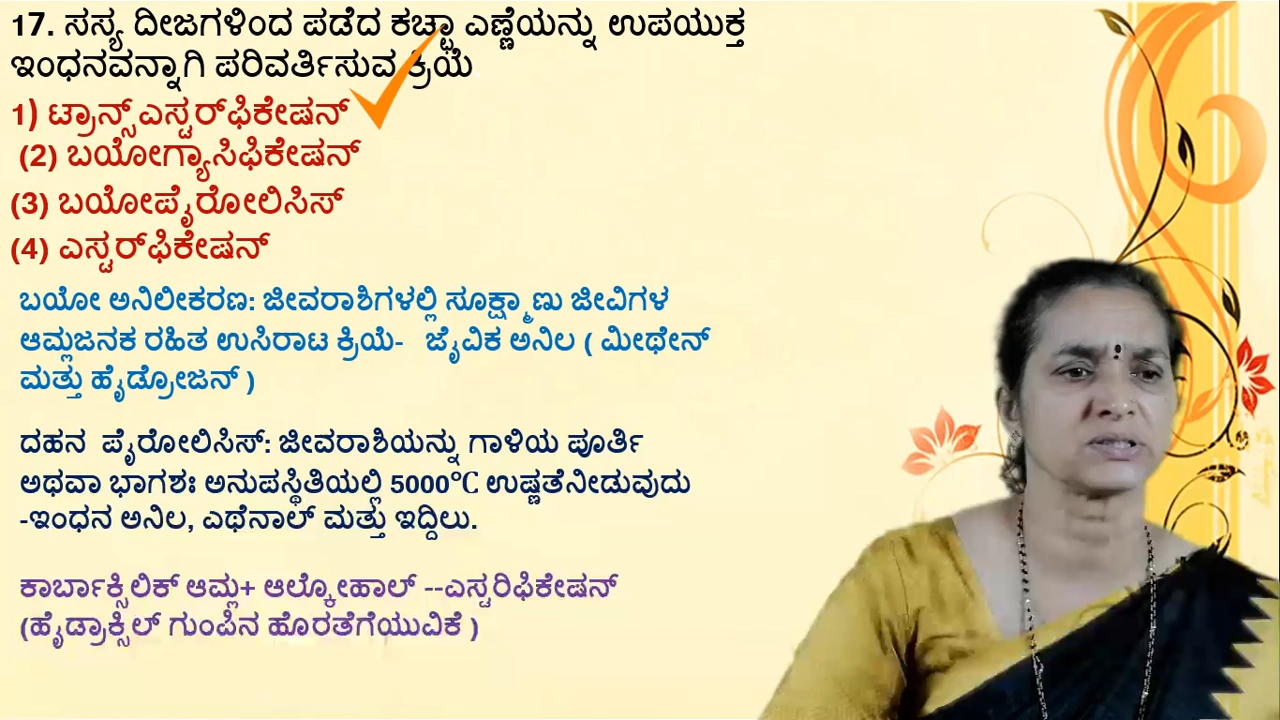 17. ಸಸ್ಯ ದೀಜಗಳಿಂದ ಪಡೆದ ಕಚ್ಛಾ ಎಣ್ಣೆಯನ್ನು ಉಪಯುಕ್ತ
ಇಂಧನವನ್ನಾಗಿ ಪರಿವರ್ತಿಸುವ ಕ್ರಿಯೆ
1) ಟ್ರಾನ್ಸ್‌ಎಸ್ಟರ್‌ಫಿಕೇಷನ್
(2) ಬಯೋಗ್ಯಾಸಿಫಿಕೇಷನ್
(3) ಬಯೋಪೈರೋಲಿಸಿಸ್
(4) ಎಸ್ಟರ್‌ಫಿಕೇಷನ್
ಬಯೋ ಅನಿಲೀಕರಣ: ಜೀವರಾಶಿಗಳಲ್ಲಿ ಸೂಕ್ಷ್ಮಾಣು ಜೀವಿಗಳ
ಆಮ್ಲಜನಕ ರಹಿತ ಉಸಿರಾಟ ಕ್ರಿಯೆ- ಜೈವಿಕ ಅನಿಲ ( ಮೀಥೇನ್
ಮತ್ತು ಹೈಡ್ರೋಜನ್ )
ದಹನ ಪೈರೋಲಿಸಿಸ್: ಜೀವರಾಶಿಯನ್ನು ಗಾಳಿಯ ಪೂರ್ತಿ
ಅಥವಾ ಭಾಗಶಃ ಅನುಪಸ್ಥಿತಿಯಲ್ಲಿ 5000°C ಉಷ್ಣತೆನೀಡುವುದು
-ಇಂಧನ ಅನಿಲ, ಎಥೆನಾಲ್ ಮತ್ತು ಇದ್ದಿಲು.
ಕಾರ್ಬಾಕ್ಸಿಲಿಕ್ ಆಮ್ಲ+ ಆಲ್ಕೋಹಾಲ್ --ಎಸ್ಟರಿಫಿಕೇಷನ್
(ಹೈಡ್ರಾಕ್ಸಿಲ್ ಗುಂಪಿನ ಹೊರತೆಗೆಯುವಿಕೆ )